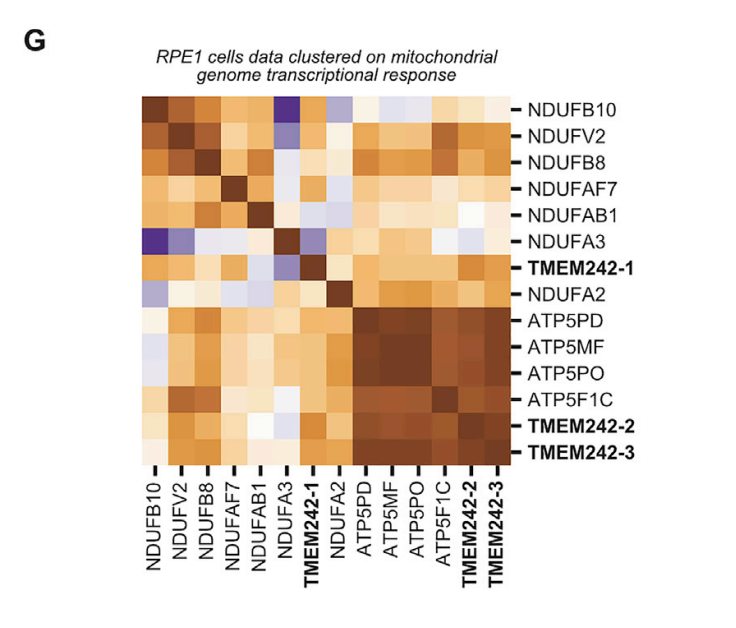 G
RPE1 cells data clustered on mitochondrial
genome transcriptional response
NDUFB10
NDUFV2
NDUFB8
NDUFAF7
NDUFAB1
NDUFA3
TMEM242-1
NDUFA2
ATP5PD
ATP5MF
ATP5PO
ATP5F1C
TMEM242-2
TMEM242-3
NDUFB10
NDUFV2
NDUFB8
NDUFAF7
NDUFAB1
NDUFA3
TMEM242-1
NDUFA2
ATP5PD
ATP5MF
ATP5PO
ATP5F1C
TMEM242-2
TMEM242-3